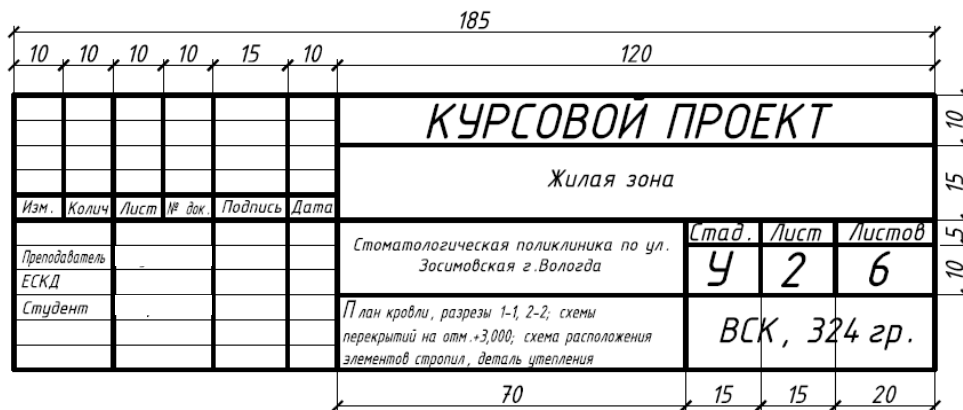 185
10 10 10 10 15 10 120
КУРСОВОЙ ПРОЕКТ
10
Жилая зона
15
Изм. Колич Лист № док. Подпись Дата
Стоматологическая поликлиника по ул.
Зосимовская г.Вологда
Стад. Лист Листов
5
У 2 6
10
Преподаватель
ЕСКД
Студент
План кровли, разрезы 1-1, 2-2; схемы
перекрытий на отм.+3,000; схема расположения
элементов стропил, деталь утепления
ВСК, 324 гр.
70 15 15 20